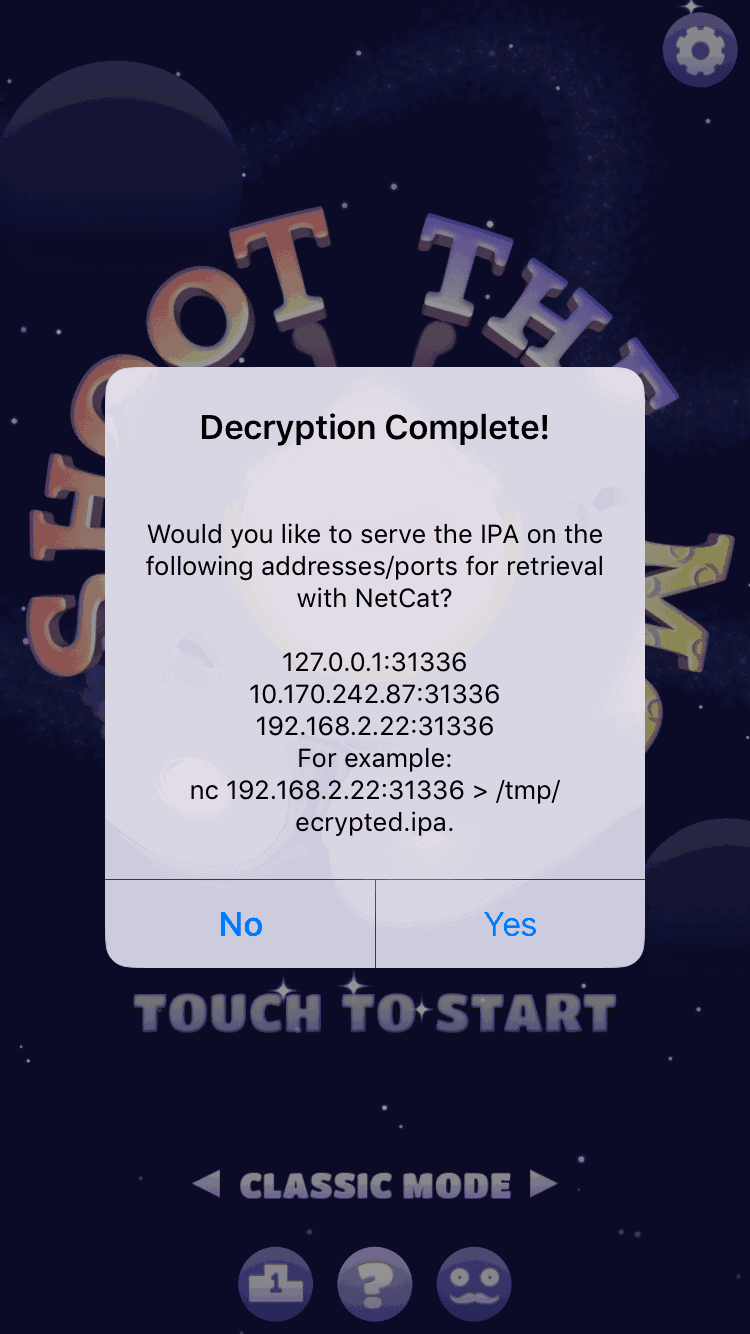 SHOOT THE M
Decryption Complete!
Would you like to serve the IPA on the
following addresses/ports for retrieval
with NetCat?
127.0.0.1:31336
10.170.242.87:31336
192.168.2.22:31336
For example:
nc 192.168.2.22:31336 > /tmp/
ecrypted.ipa.
No
Yes
TOUCH TO START
CLASSIC MODE
1
?